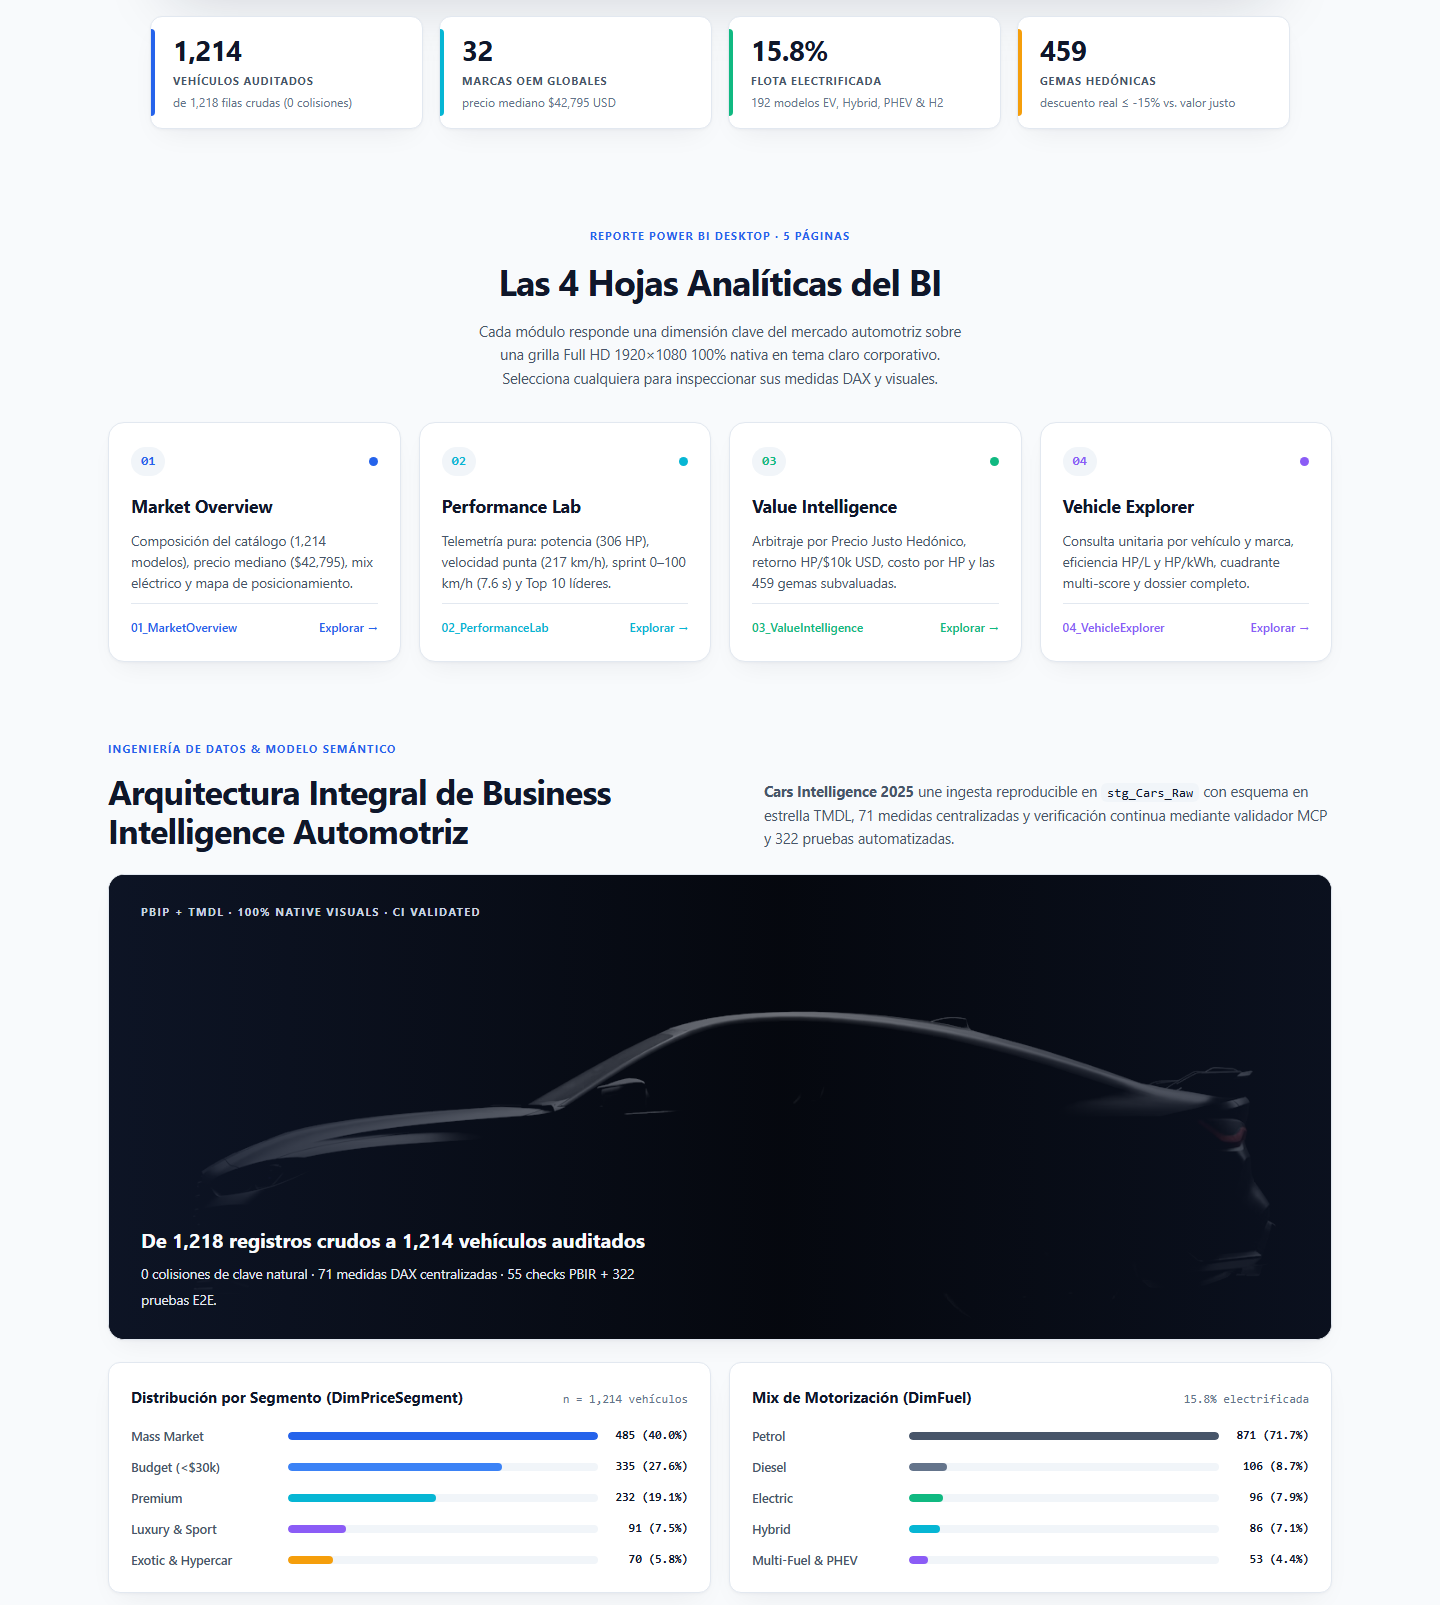 1,214
VEHÍCULOS AUDITADOS
de 1,218 filas crudas (0 colisiones)
32
MARCAS OEM GLOBALES
precio mediano $42,795 USD
15.8%
FLOTA ELECTRIFICADA
192 modelos EV, Hybrid, PHEV & H2
459
GEMAS HEDÓNICAS
descuento real ≤ -15% vs. valor justo
REPORTE POWER BI DESKTOP · 5 PÁGINAS
Las 4 Hojas Analíticas del BI
Cada módulo responde una dimensión clave del mercado automotriz sobre
una grilla Full HD 1920×1080 100% nativa en tema claro corporativo.
Selecciona cualquiera para inspeccionar sus medidas DAX y visuales.
01
Market Overview
Composición del catálogo (1,214
modelos), precio mediano ($42,795), mix
eléctrico y mapa de posicionamiento.
01_MarketOverview
Explorar →
02
Performance Lab
Telemetría pura: potencia (306 HP),
velocidad punta (217 km/h), sprint 0–100
km/h (7.6 s) y Top 10 líderes.
02_PerformanceLab
Explorar →
03
Value Intelligence
Arbitraje por Precio Justo Hedónico,
retorno HP/$10k USD, costo por HP y las
459 gemas subvaluadas.
03_ValueIntelligence
Explorar →
04
Vehicle Explorer
Consulta unitaria por vehículo y marca,
eficiencia HP/L y HP/kWh, cuadrante
multi-score y dossier completo.
04_VehicleExplorer
Explorar →
INGENIERÍA DE DATOS & MODELO SEMÁNTICO
Arquitectura Integral de Business
Intelligence Automotriz
Cars Intelligence 2025 une ingesta reproducible en stg_Cars_Raw con esquema en
estrella TMDL, 71 medidas centralizadas y verificación continua mediante validador MCP
y 322 pruebas automatizadas.
PBIP + TMDL · 100% NATIVE VISUALS · CI VALIDATED
De 1,218 registros crudos a 1,214 vehículos auditados
0 colisiones de clave natural · 71 medidas DAX centralizadas · 55 checks PBIR + 322
pruebas E2E.
Distribución por Segmento (DimPriceSegment)
n = 1,214 vehículos
Mass Market
485 (40.0%)
Budget (<$30k)
335 (27.6%)
Premium
232 (19.1%)
Luxury & Sport
91 (7.5%)
Exotic & Hypercar
70 (5.8%)
Mix de Motorización (DimFuel)
15.8% electrificada
Petrol
871 (71.7%)
Diesel
106 (8.7%)
Electric
96 (7.9%)
Hybrid
86 (7.1%)
Multi-Fuel & PHEV
53 (4.4%)